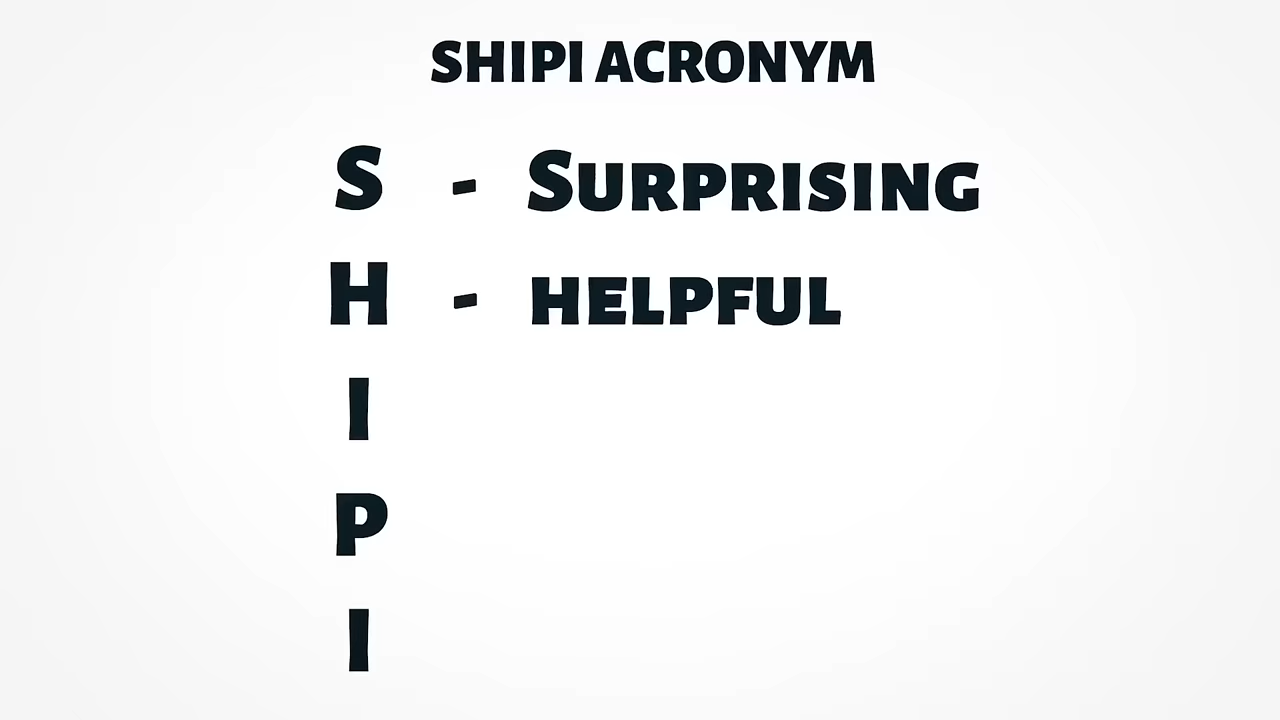 SHIPI ACRONYM
S - SURPRISING
H - HELPFUL
I
P
I